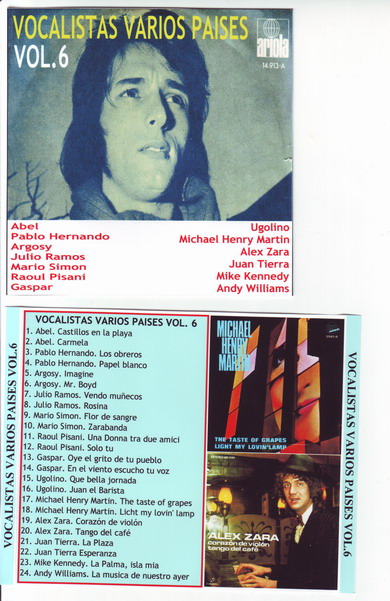 VOCALISTAS VARIOS PAISES
VOL.6
ariola
14.913-A
Abel
Pablo Hernando
Argosy
Julio Ramos
Mario Simon
Raoul Pisani
Gaspar
Ugolino
Michael Henry Martin
Alex Zara
Juan Tierra
Mike Kennedy
Andy Williams
VOCALISTAS VARIOS PAISES VOL.6
VOCALISTAS VARIOS PAISES VOL. 6
1. Abel. Castillos en la playa
2. Abel. Carmela
3. Pablo Hernando. Los obreros
4. Pablo Hernando. Papel blanco
5. Argosy. Imagine
6. Argosy. Mr. Boyd
7. Julio Ramos. Vendo muñecos
8. Julio Ramos. Rosina
9. Mario Simon. Flor de sangre
10. Mario Simon. Zarabanda
11. Raoul Pisani. Una Donna tra due amici
12. Raoul Pisani. Solo tu
13. Gaspar. Oye el grito de tu pueblo
14. Gaspar. En el viento escucho tu voz
15. Ugolino. Que bella jornada
16. Ugolino. Juan el Barista
17. Michael Henry Martin. The taste of grapes
18. Michael Henry Martin. Licht my lovin' lamp
19. Alex Zara. Corazón de violón
20. Alex Zara. Tango del café
21. Juan Tierra. La Plaza
22. Juan Tierra Esperanza
23. Mike Kennedy. La Palma, isla mia
24. Andy Williams. La musica de nuestro ayer
MICHAEL
HENRY
MARTIN
THE TASTE OF GRAPES
LIGHT MY LOVIN' LAMP
ALEX ZARA
corazón de violón
tango del café
VOCALISTAS VARIOS PAISES VOL.6